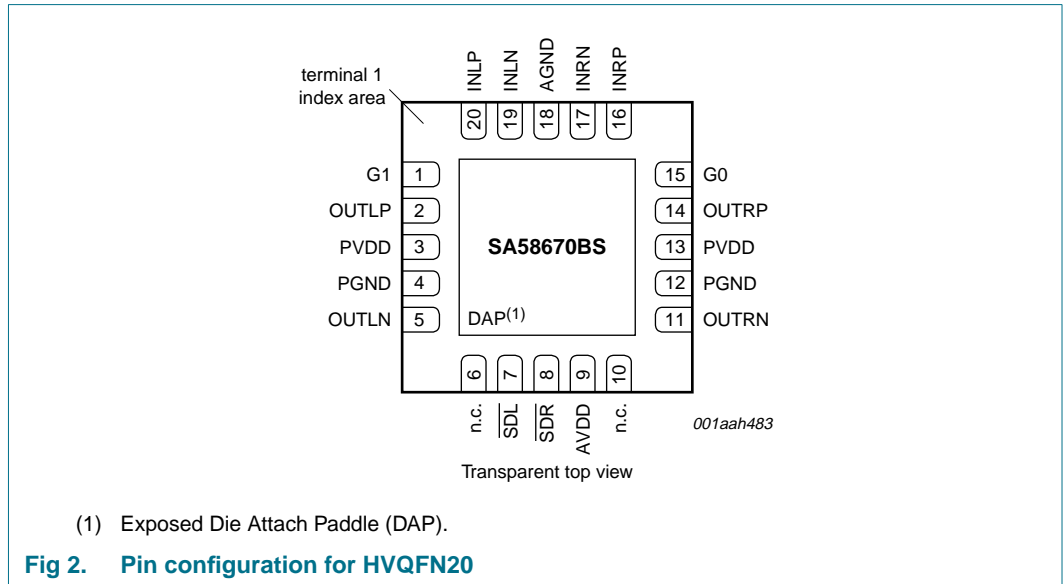 terminal 1
index area
INLP
INLN
AGND
INRN
INRP
20
19
18
17
16
G1 1
OUTLP 2
PVDD 3
PGND 4
OUTLN 5
15 G0
14 OUTRP
13 PVDD
12 PGND
11 OUTRN
SA58670BS
DAP(1)
6
7
8
9
10
n.c.
SDL
SDR
AVDD
n.c.
001aah483
Transparent top view
(1) Exposed Die Attach Paddle (DAP).
Fig 2. Pin configuration for HVQFN20